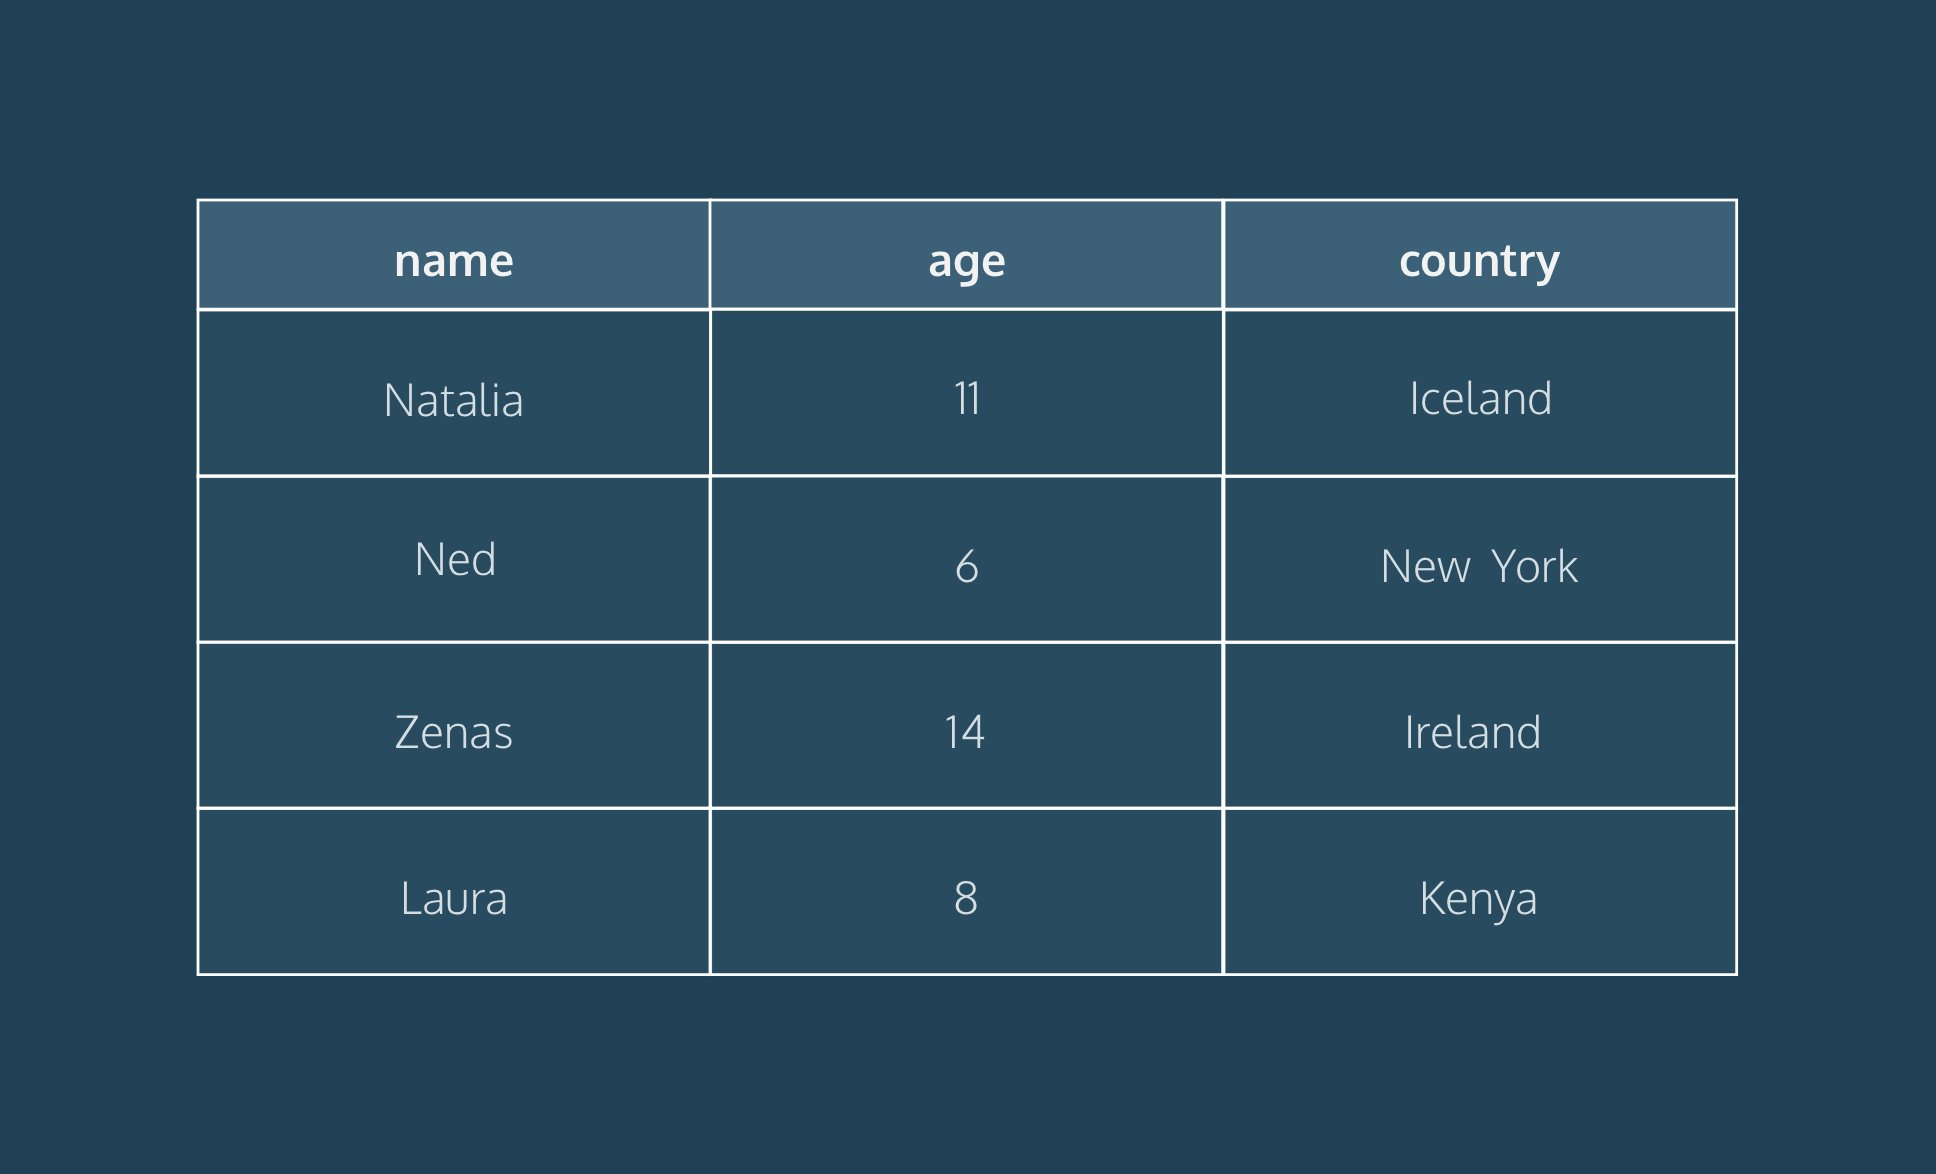 name age country
Natalia 11 Iceland
Ned 6 New York
Zenas 14 Ireland
Laura 8 Kenya